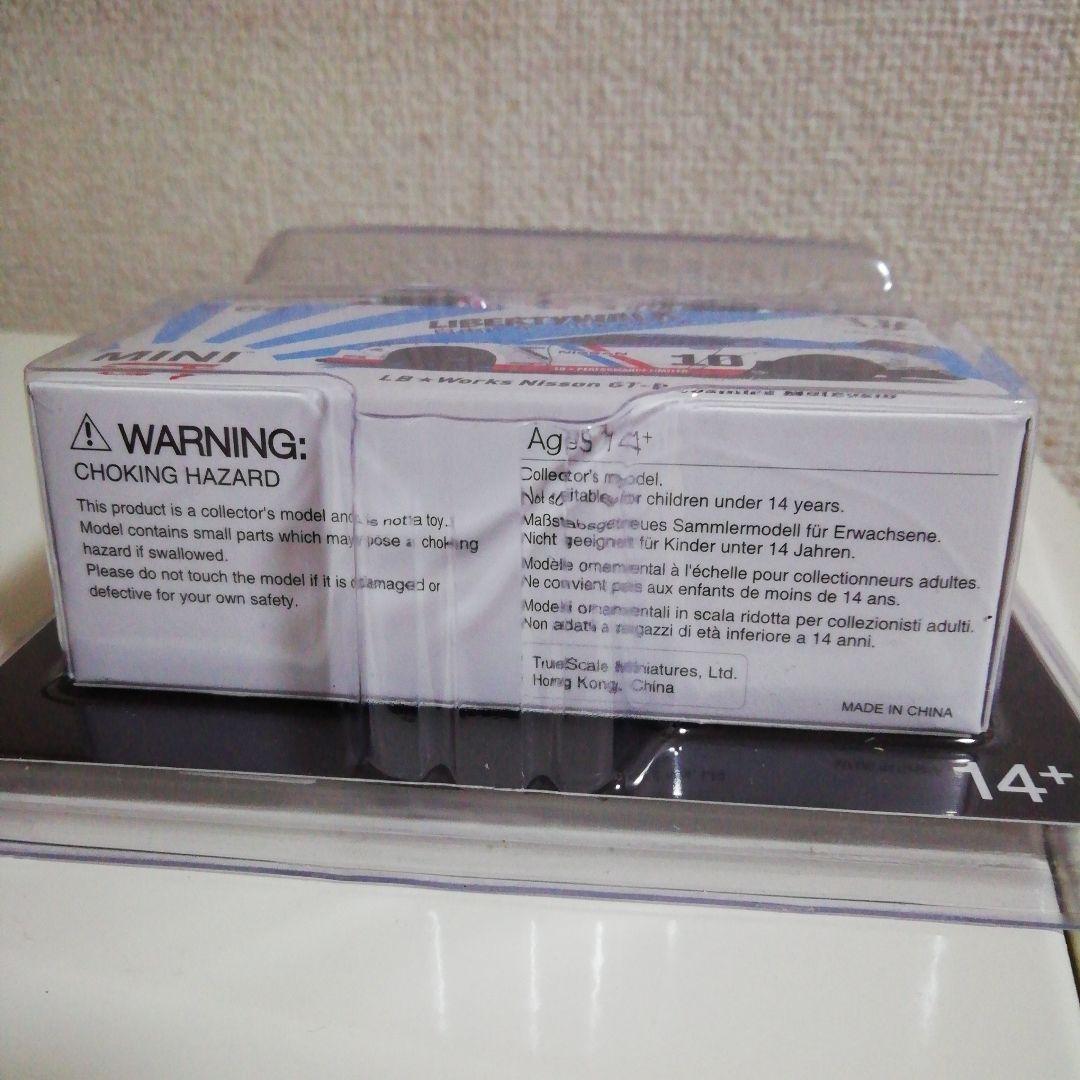 LIBERTYWALK
MINI
GT
NISSAN
18
LB★Works Nissan GT-R
Malaysia
WARNING:
CHOKING HAZARD
This product is a collector's model and is not a toy.
Model contains small parts which may pose a choking
hazard if swallowed.
Please do not touch the model if it is damaged or
defective for your own safety.
Ages 14+
Collector's model.
Not suitable for children under 14 years.
Maßstabsgetreues Sammlermodell für Erwachsene.
Nicht geeignet für Kinder unter 14 Jahren.
Modèle ornemental à l'échelle pour collectionneurs adultes.
Ne convient pas aux enfants de moins de 14 ans.
Modelli ornamentali in scala ridotta per collezionisti adulti.
Non adatti a ragazzi di età inferiore a 14 anni.
TrueScale Miniatures, Ltd.
Hong Kong, China
MADE IN CHINA
14+